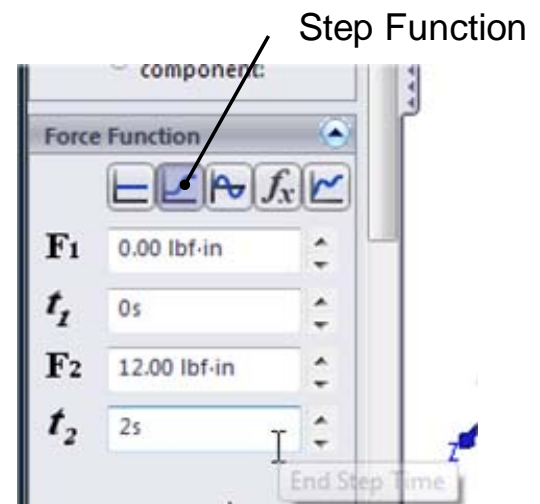 Step Function
component:
Force Function
fx
F1 0.00 lbf·in
t1 0s
F2 12.00 lbf·in
t2 2s
End Step Time
Z